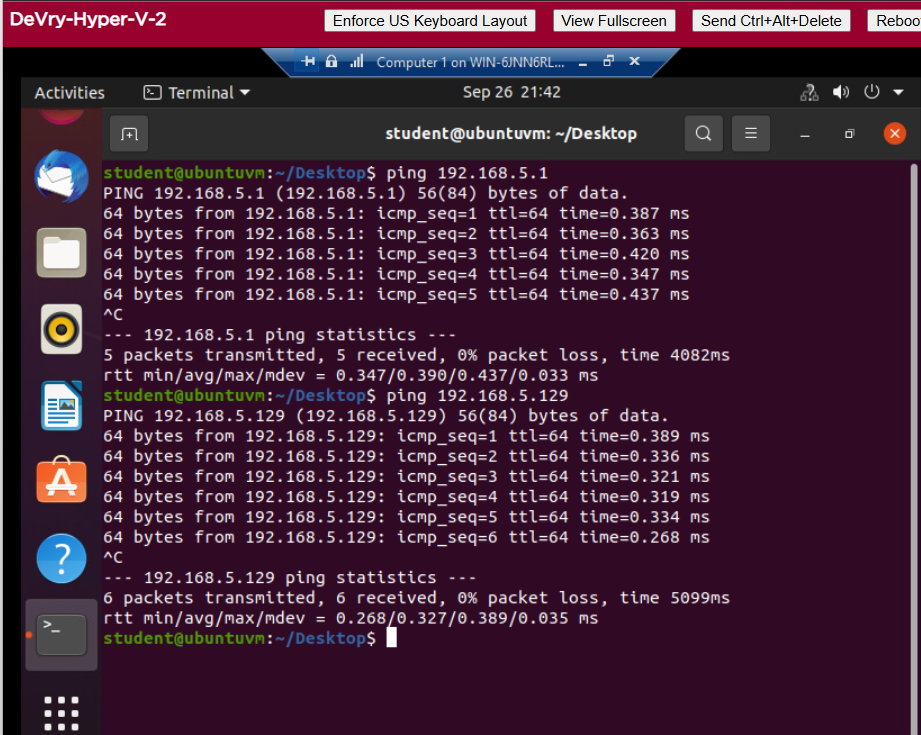 DeVry-Hyper-V-2 Enforce US Keyboard Layout View Fullscreen Send Ctrl+Alt+Delete Reboo
Computer 1 on WIN-6JNN6RL...
Activities Terminal Sep 26 21:42
student@ubuntuvm: ~/Desktop
student@ubuntuvm:~/Desktop$ ping 192.168.5.1
PING 192.168.5.1 (192.168.5.1) 56(84) bytes of data.
64 bytes from 192.168.5.1: icmp_seq=1 ttl=64 time=0.387 ms
64 bytes from 192.168.5.1: icmp_seq=2 ttl=64 time=0.363 ms
64 bytes from 192.168.5.1: icmp_seq=3 ttl=64 time=0.420 ms
64 bytes from 192.168.5.1: icmp_seq=4 ttl=64 time=0.347 ms
64 bytes from 192.168.5.1: icmp_seq=5 ttl=64 time=0.437 ms
^C
--- 192.168.5.1 ping statistics ---
5 packets transmitted, 5 received, 0% packet loss, time 4082ms
rtt min/avg/max/mdev = 0.347/0.390/0.437/0.033 ms
student@ubuntuvm:~/Desktop$ ping 192.168.5.129
PING 192.168.5.129 (192.168.5.129) 56(84) bytes of data.
64 bytes from 192.168.5.129: icmp_seq=1 ttl=64 time=0.389 ms
64 bytes from 192.168.5.129: icmp_seq=2 ttl=64 time=0.336 ms
64 bytes from 192.168.5.129: icmp_seq=3 ttl=64 time=0.321 ms
64 bytes from 192.168.5.129: icmp_seq=4 ttl=64 time=0.319 ms
64 bytes from 192.168.5.129: icmp_seq=5 ttl=64 time=0.334 ms
64 bytes from 192.168.5.129: icmp_seq=6 ttl=64 time=0.268 ms
^C
--- 192.168.5.129 ping statistics ---
6 packets transmitted, 6 received, 0% packet loss, time 5099ms
rtt min/avg/max/mdev = 0.268/0.327/0.389/0.035 ms
student@ubuntuvm:~/Desktop$